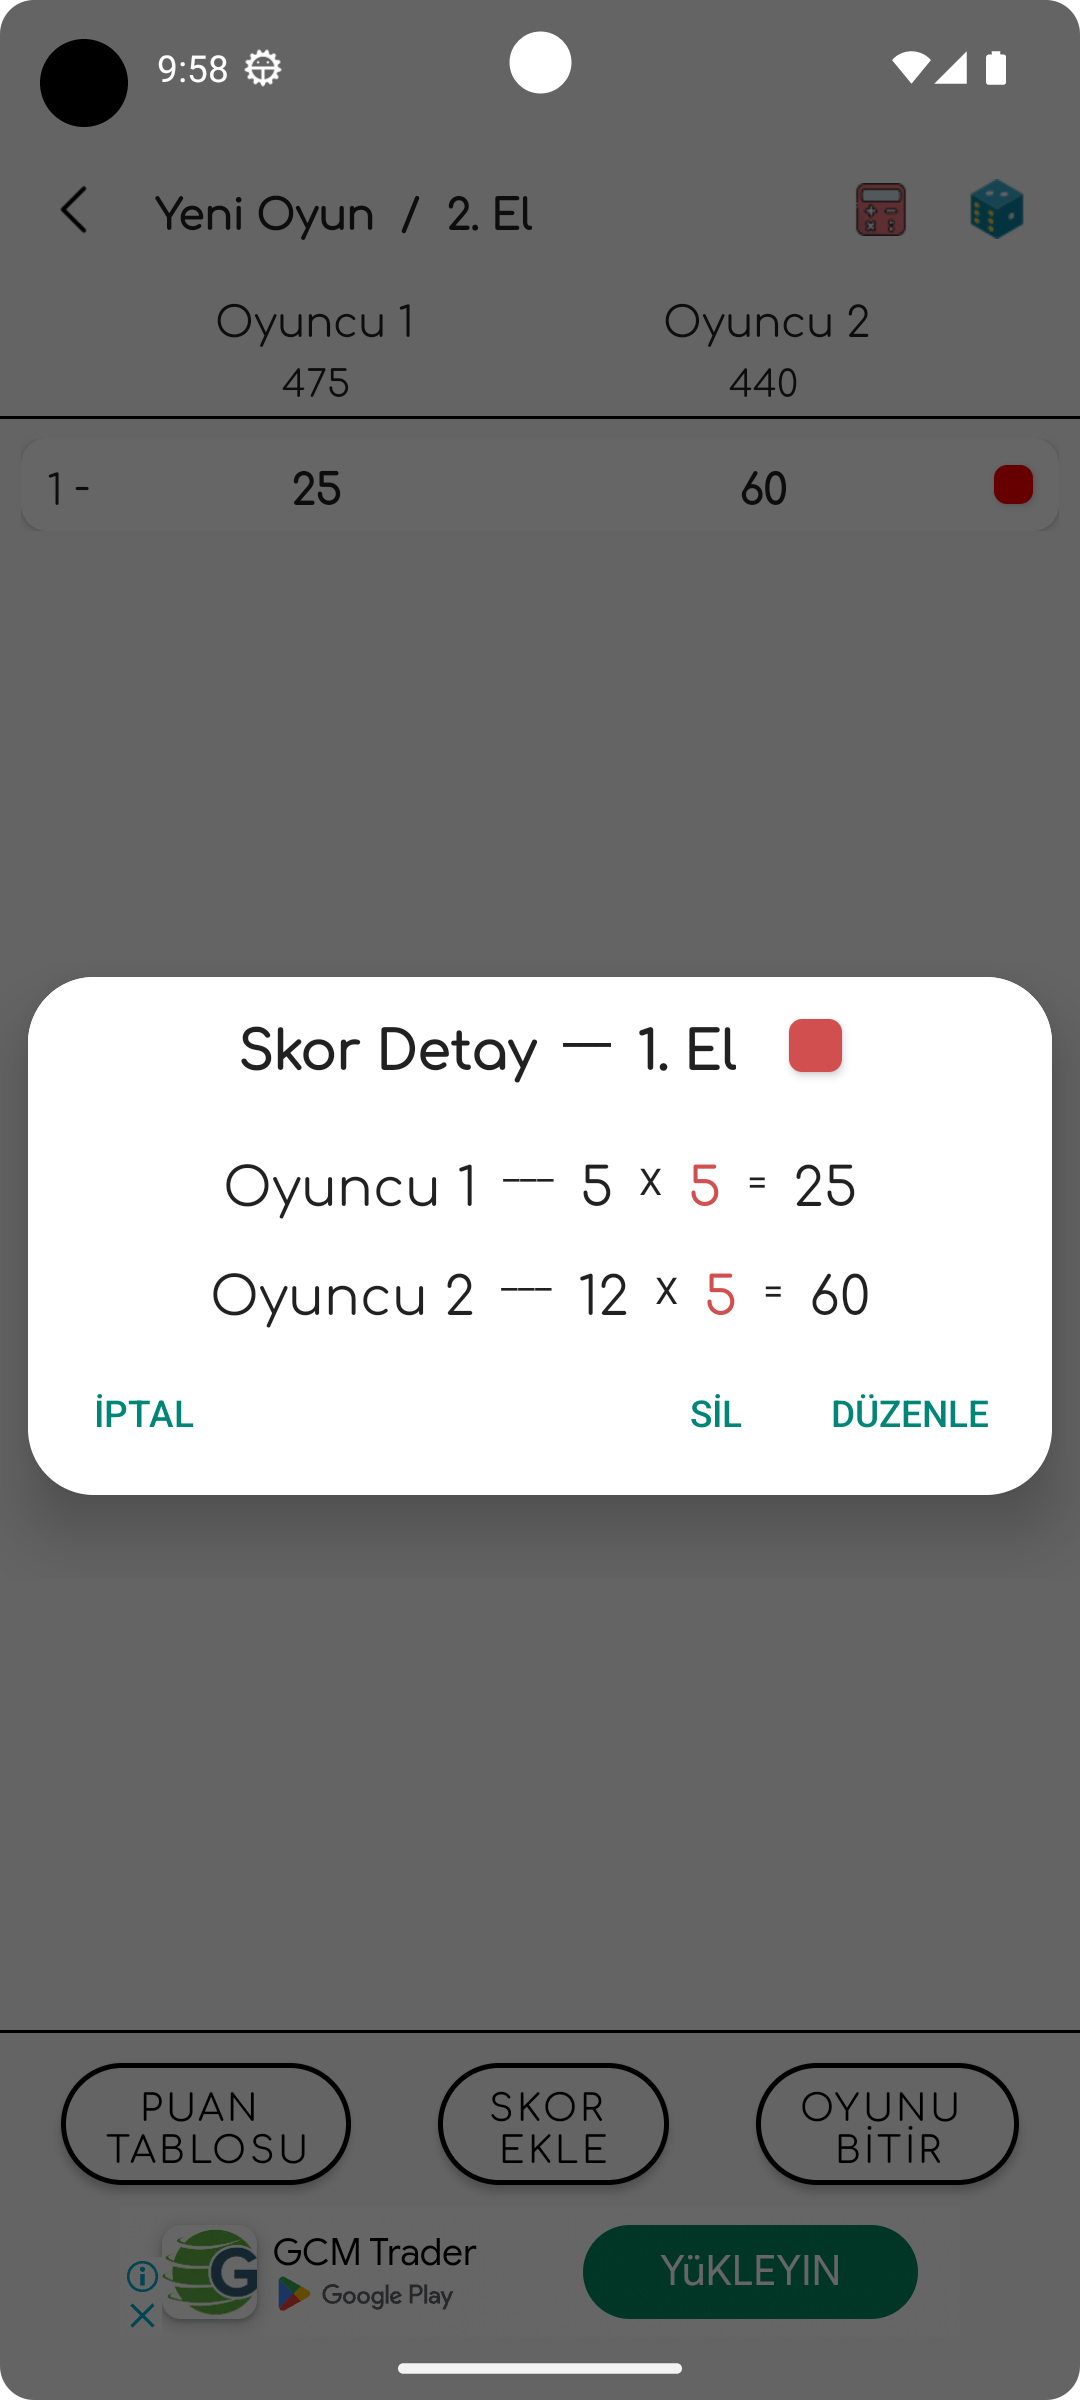 9:58
Yeni Oyun / 2. El
Oyuncu 1 Oyuncu 2
475 440
1 - 25 60
Skor Detay — 1. El
Oyuncu 1 --- 5 X 5 = 25
Oyuncu 2 --- 12 X 5 = 60
İPTAL SİL DÜZENLE
PUAN TABLOSU
SKOR EKLE
OYUNU BİTİR
GCM Trader
Google Play
YüKLEYIN